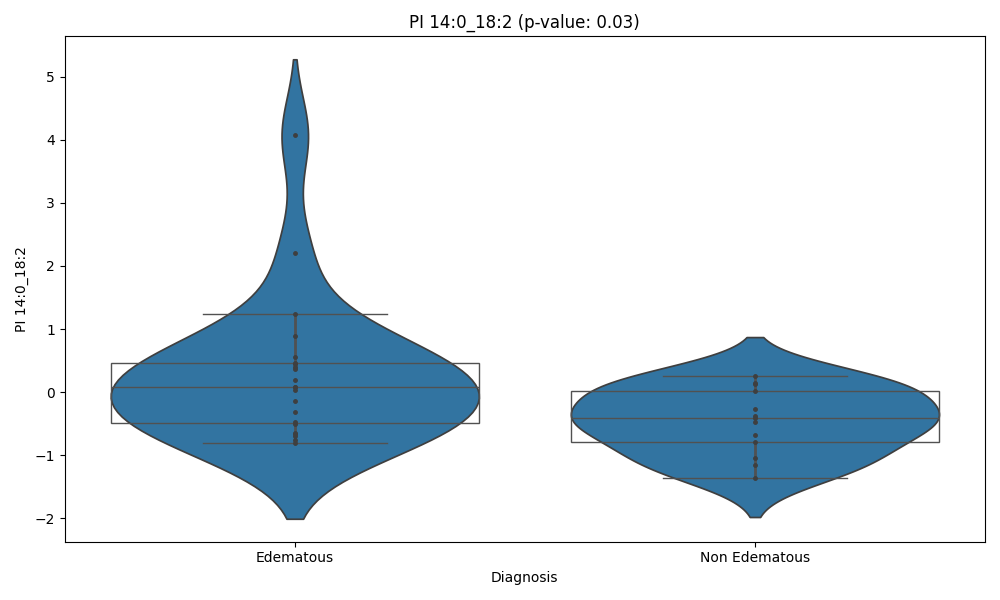 PI 14:0_18:2 (p-value: 0.03)
PI 14:0_18:2
5
4
3
2
1
0
−1
−2
Edematous
Non Edematous
Diagnosis